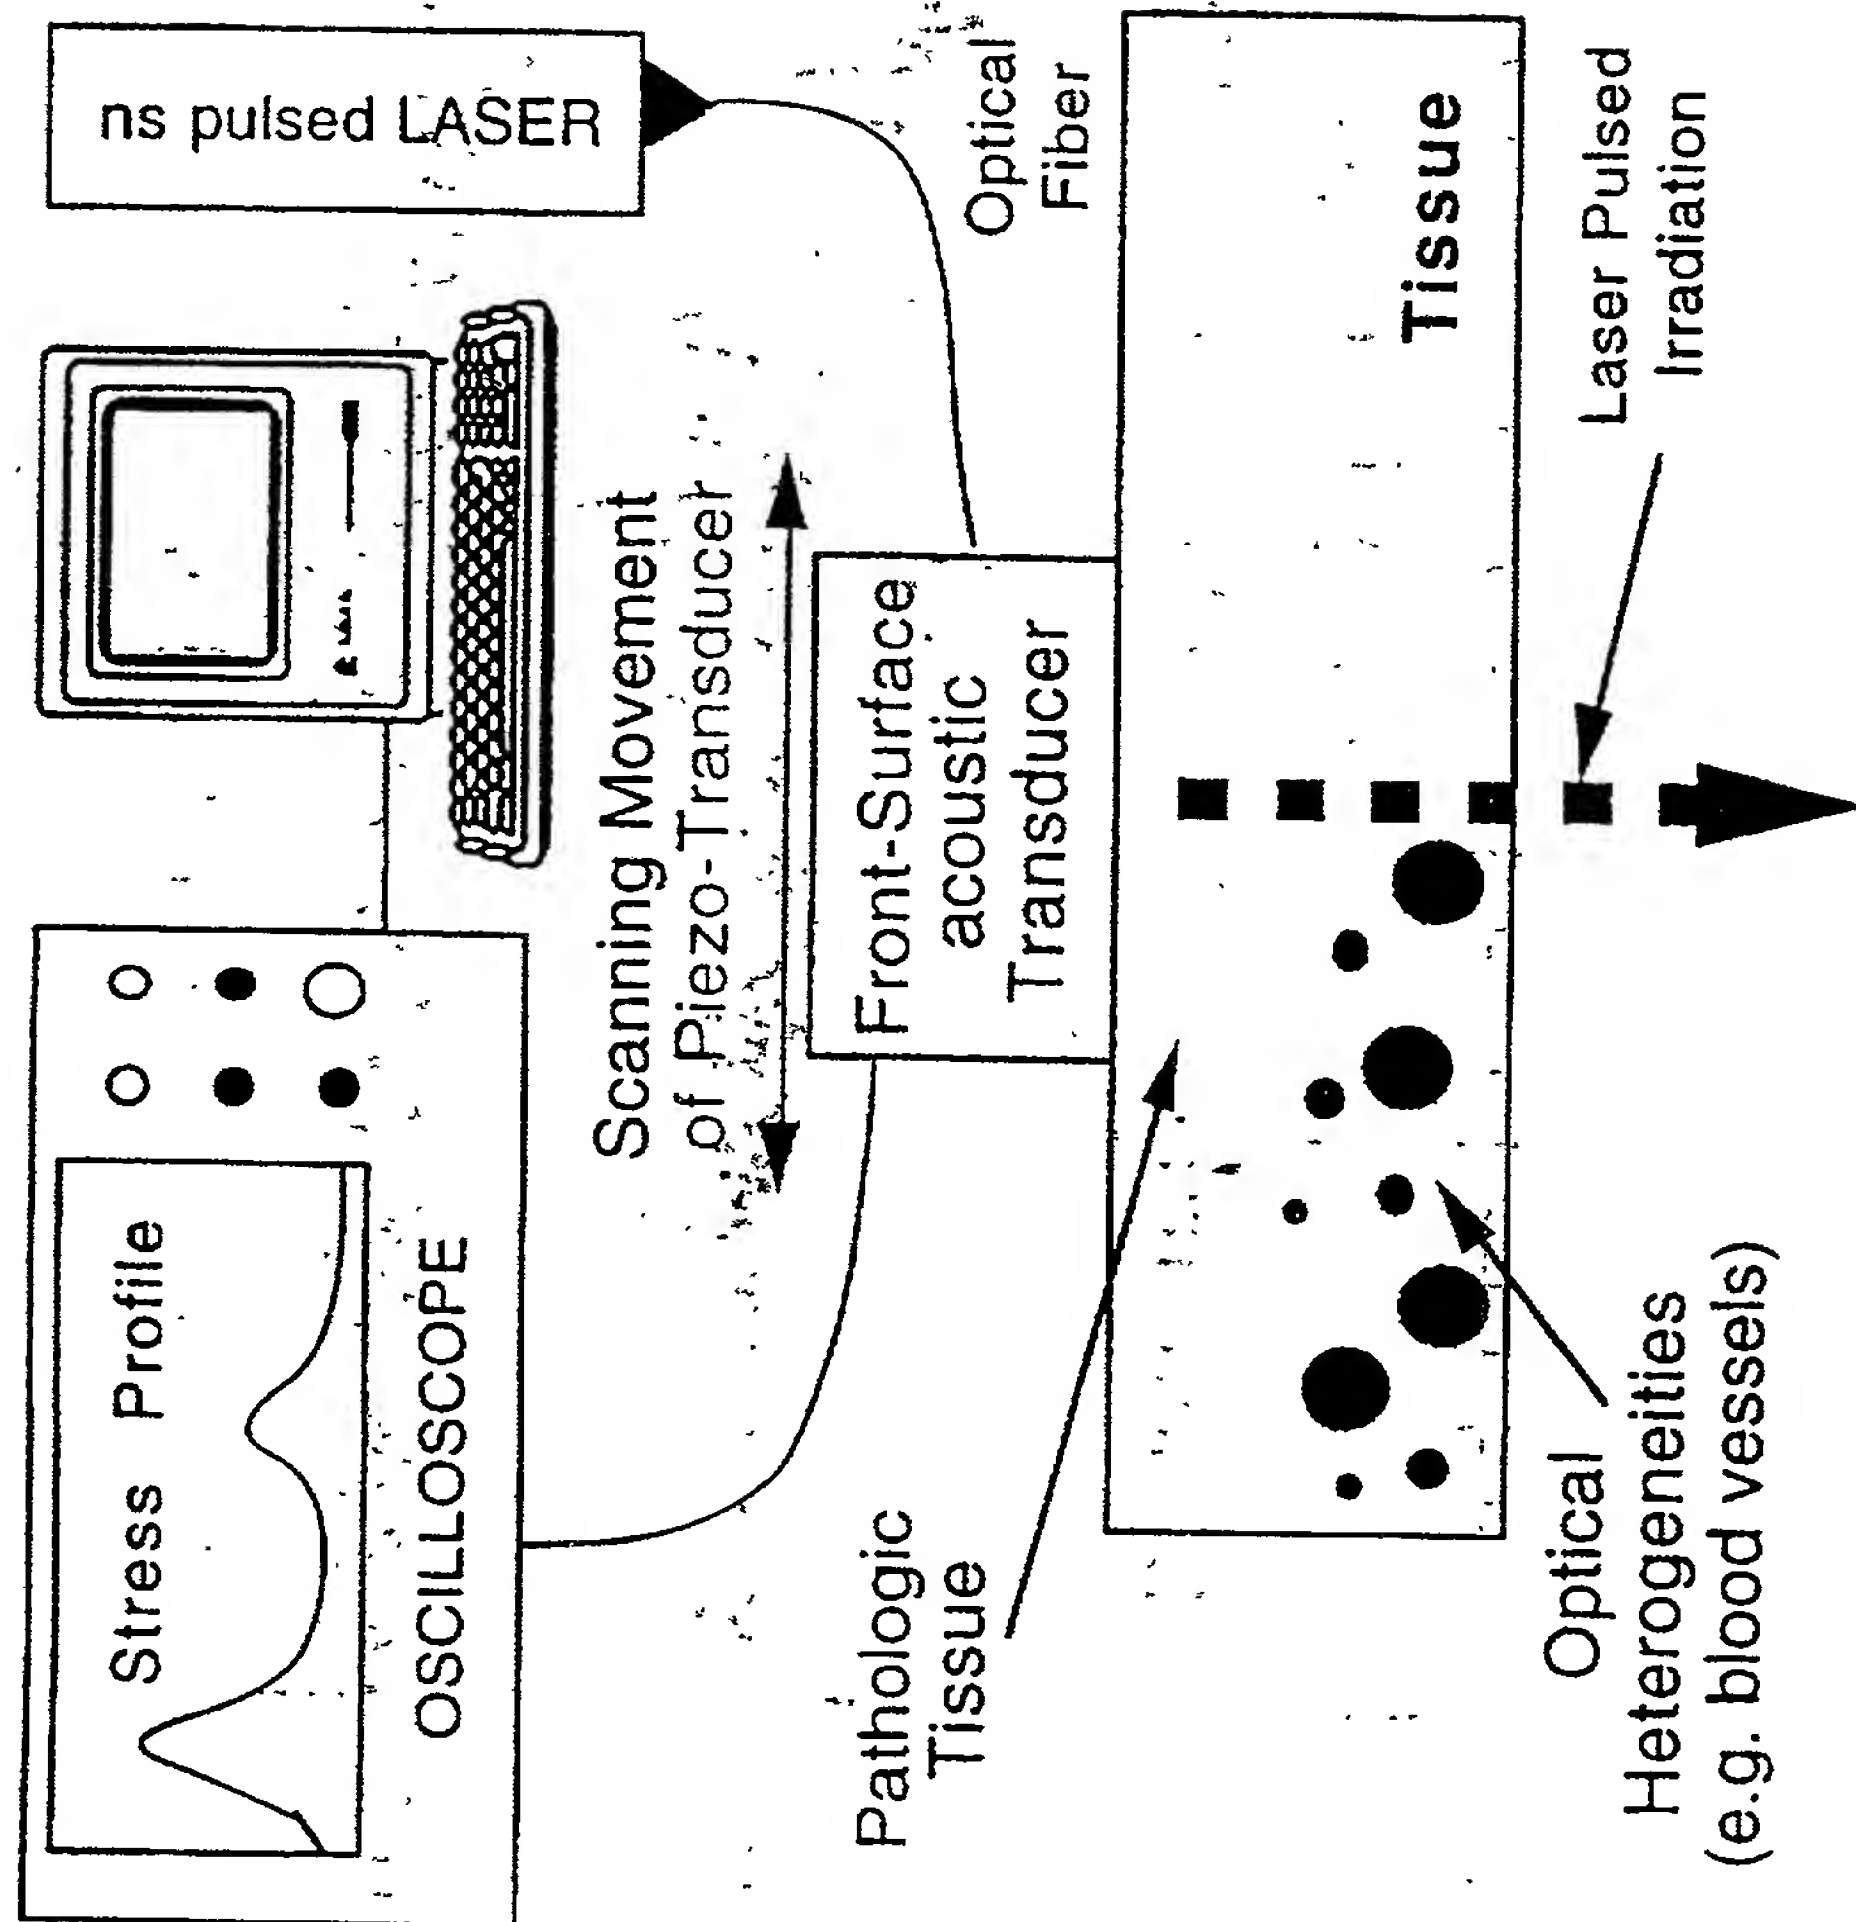 Stress Profile
OSCILLOSCOPE
ns pulsed LASER
Scanning Movement
of Piezo-Transducer
Optical
Fiber
Front-Surface
acoustic
Transducer
Pathologic
Tissue
Tissue
Optical
Heterogeneities
(e.g. blood vessels)
Laser Pulsed
Irradiation